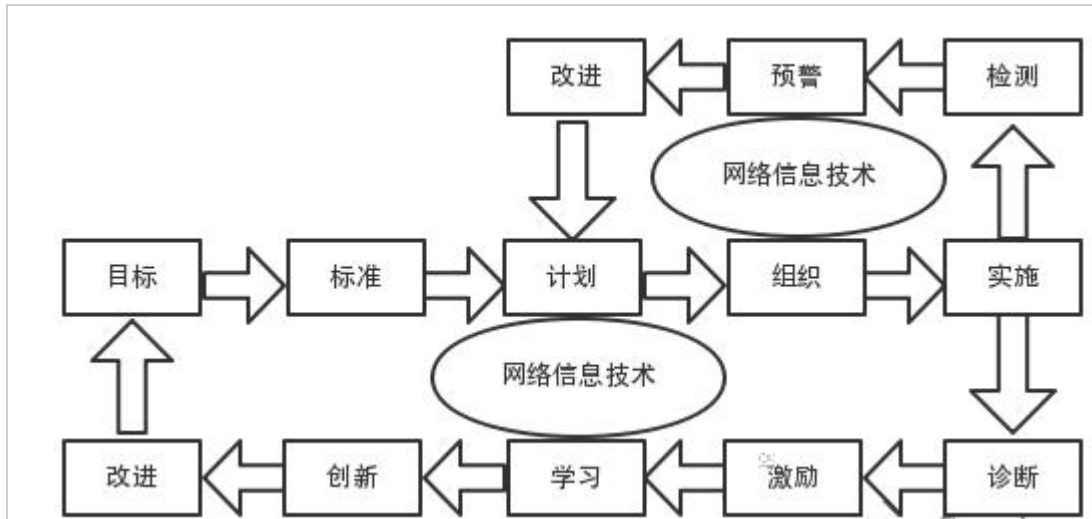 改进 预警 检测
网络信息技术
目标 标准 计划 组织 实施
网络信息技术
改进 创新 学习 激励 诊断